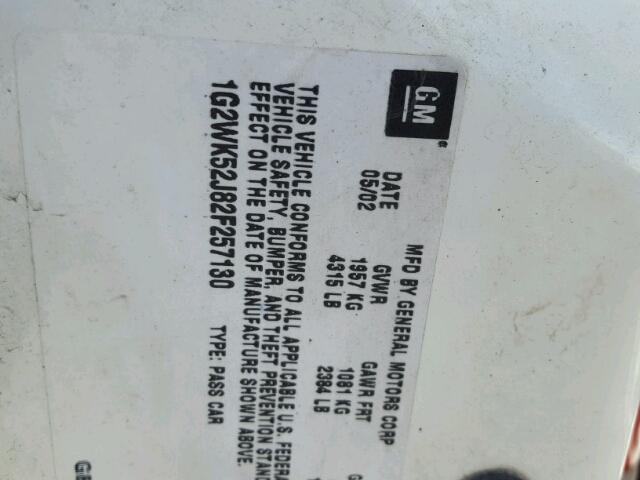 GM
MFD BY GENERAL MOTORS CORP
DATE GVWR GAWR FRT
05/02 1957 KG 1081 KG
4315 LB 2384 LB
THIS VEHICLE CONFORMS TO ALL APPLICABLE U.S. FEDERA
VEHICLE SAFETY, BUMPER, AND THEFT PREVENTION STAN
EFFECT ON THE DATE OF MANUFACTURE SHOWN ABOVE.
1G2WK52J82F257130 TYPE: PASS CAR